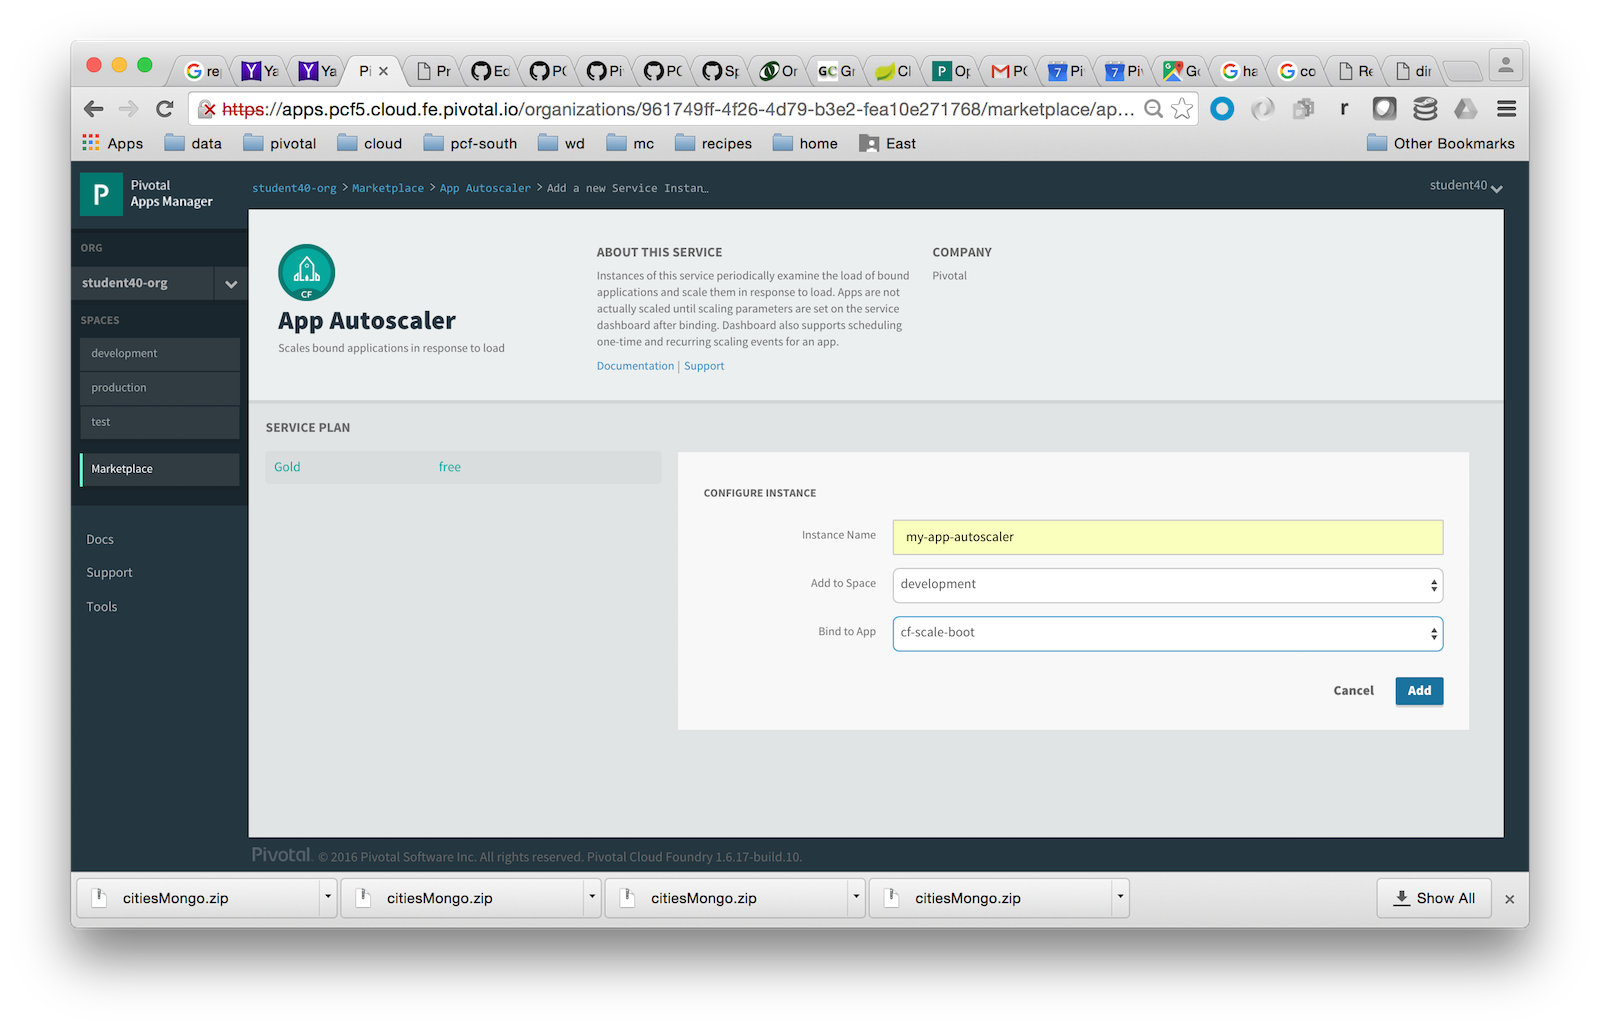 re Ya Ya Pi Pr Ec PC Pi PC Sp Or GC Gr Cl P Op PC 7 Pi 7 Piv Go ha co Re dir
https://apps.pcf5.cloud.fe.pivotal.io/organizations/961749ff-4f26-4d79-b3e2-fea10e271768/marketplace/ap...
r
Apps data pivotal cloud pcf-south wd mc recipes home East Other Bookmarks
P Pivotal
Apps Manager
student40-org > Marketplace > App Autoscaler > Add a new Service Instan…
student40
ORG
student40-org
SPACES
development
production
test
Marketplace
Docs
Support
Tools
CF
App Autoscaler
Scales bound applications in response to load
ABOUT THIS SERVICE
Instances of this service periodically examine the load of bound
applications and scale them in response to load. Apps are not
actually scaled until scaling parameters are set on the service
dashboard after binding. Dashboard also supports scheduling
one-time and recurring scaling events for an app.
Documentation | Support
COMPANY
Pivotal
SERVICE PLAN
Gold free
CONFIGURE INSTANCE
Instance Name my-app-autoscaler
Add to Space development
Bind to App cf-scale-boot
Cancel Add
Pivotal. © 2016 Pivotal Software Inc. All rights reserved. Pivotal Cloud Foundry 1.6.17-build.10.
citiesMongo.zip citiesMongo.zip citiesMongo.zip citiesMongo.zip Show All